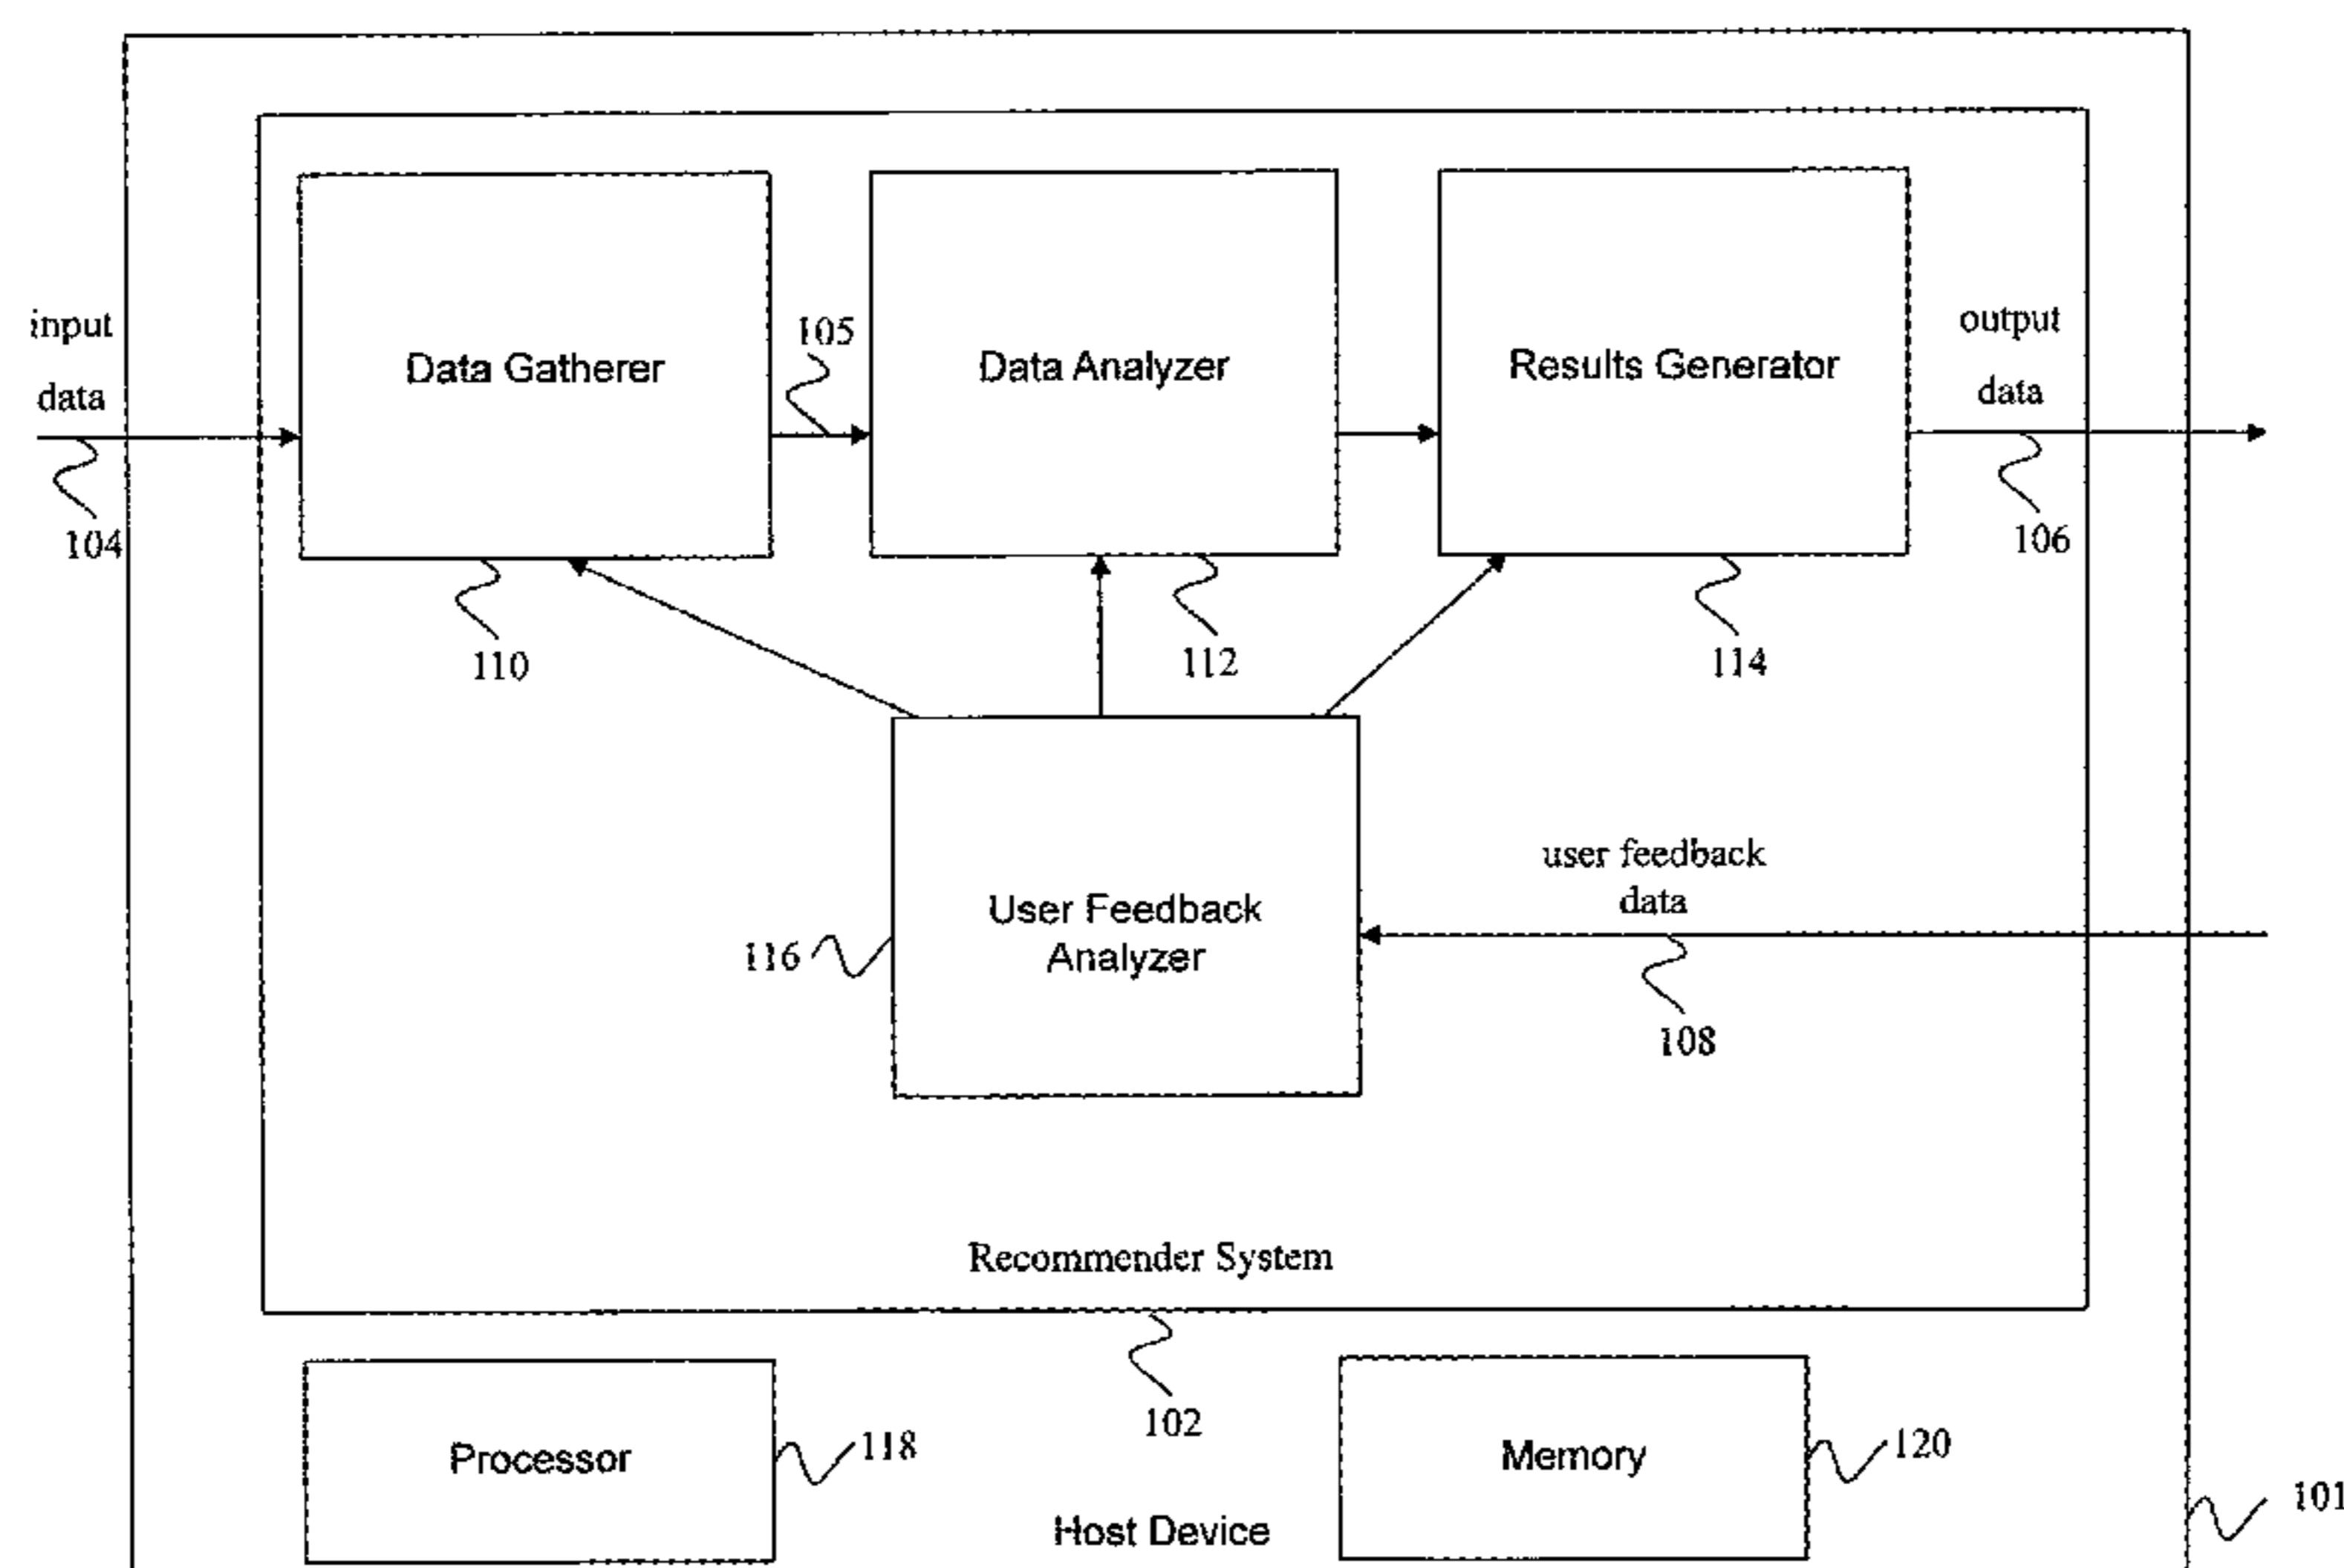 input
data
104
Data Gatherer
105
Data Analyzer
Results Generator
output
data
106
110
112
114
116
User Feedback
Analyzer
user feedback
data
108
Recommender System
102
Processor
118
Memory
120
Host Device
101